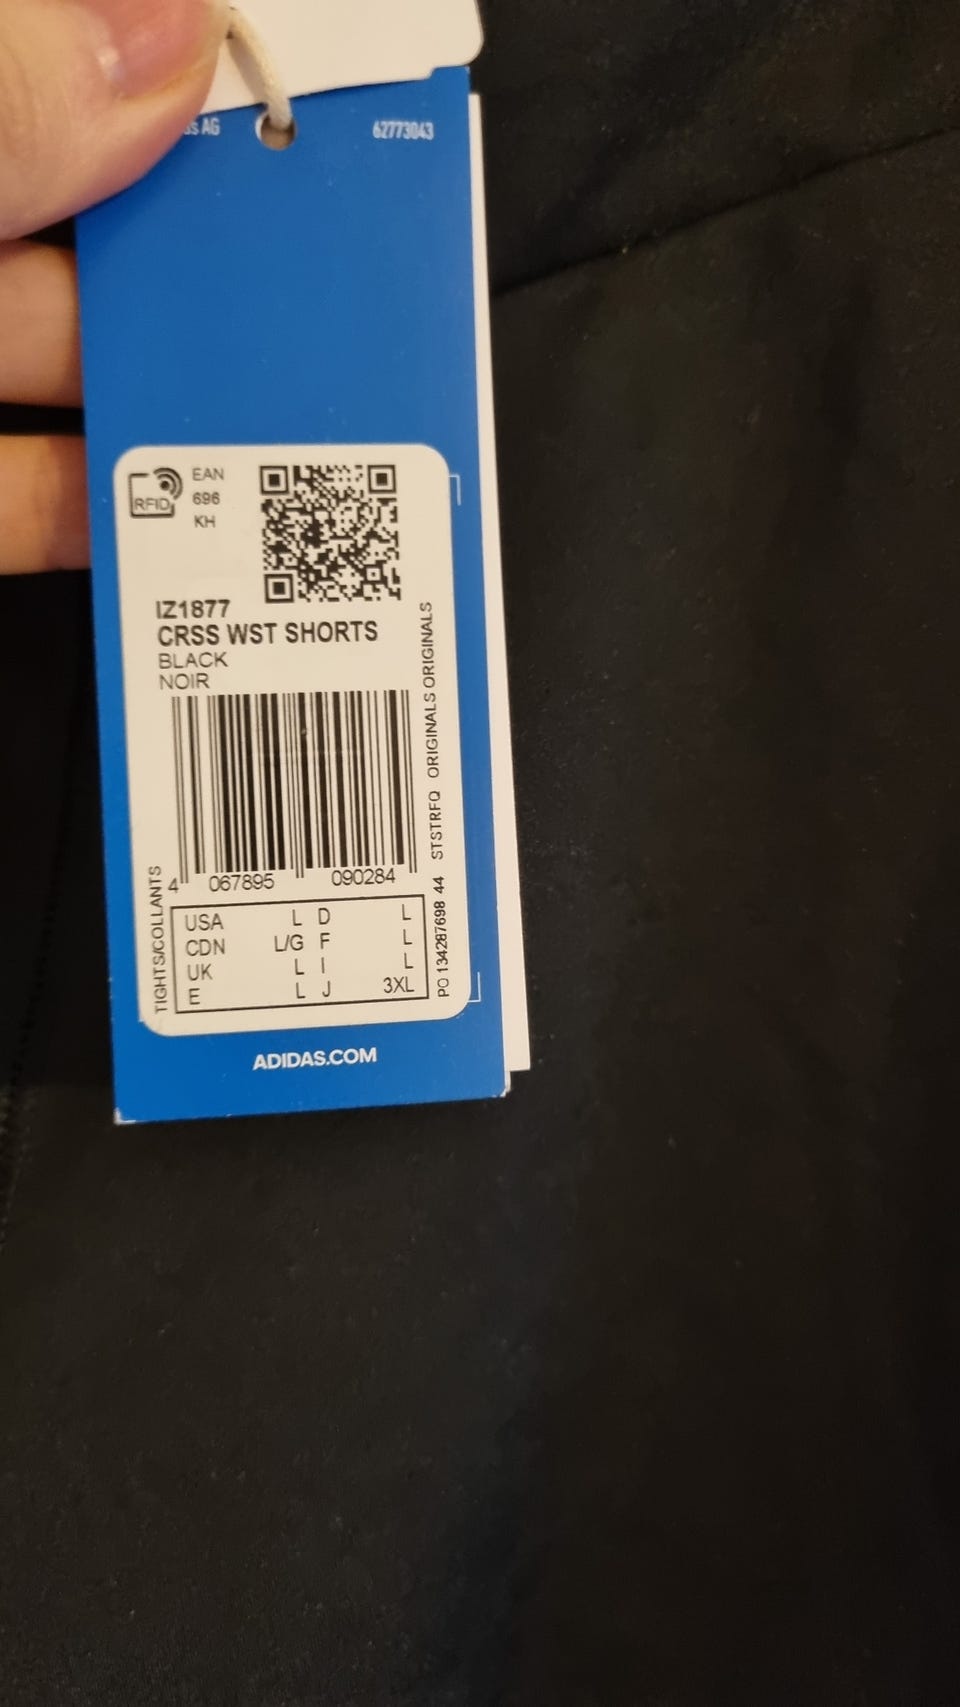 AG
62773043
RFID
EAN
696
KH
IZ1877
CRSS WST SHORTS
BLACK
NOIR
4 067895 090284
TIGHTS/COLLANTS
USA L D L
CDN L/G F L
UK L I L
E L J 3XL
PO 134287698 44 STSTRFQ ORIGINALS ORIGINALS
ADIDAS.COM